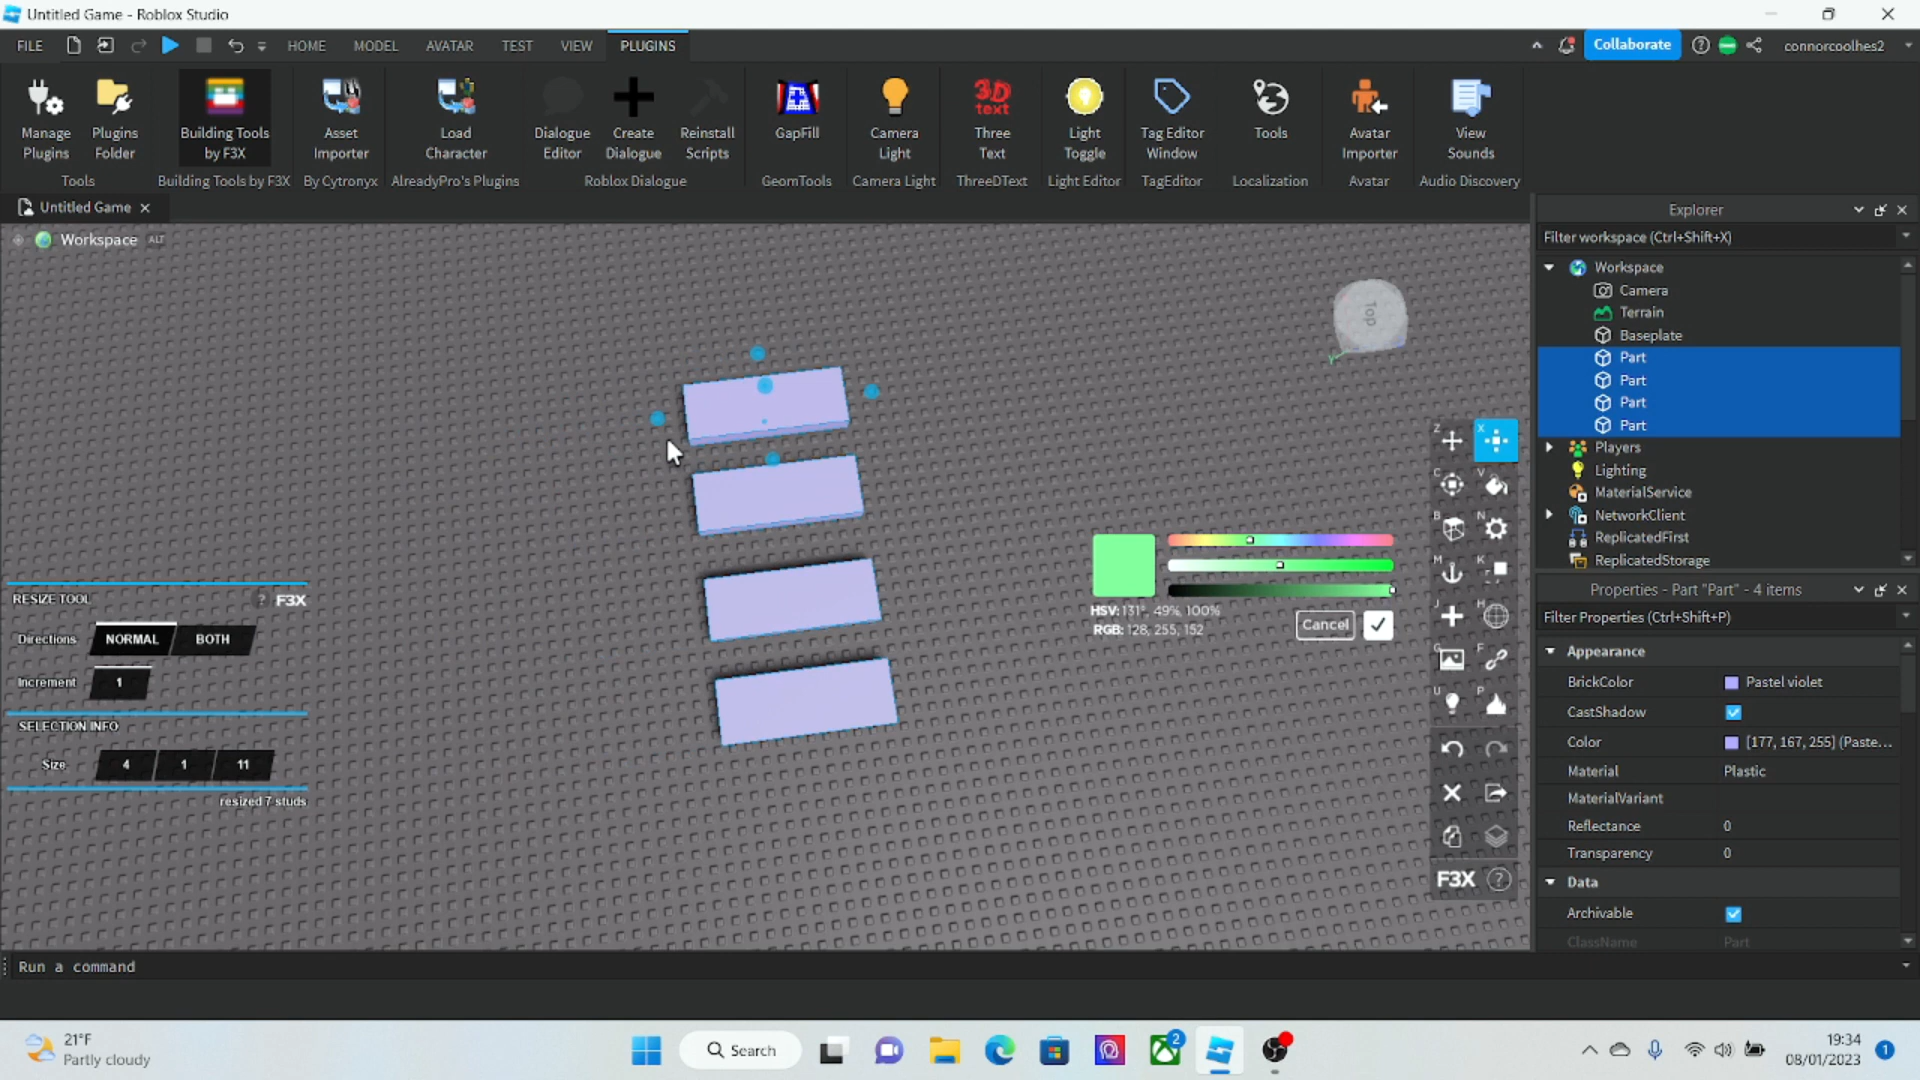 Untitled Game - Roblox Studio
FILE HOME MODEL AVATAR TEST VIEW PLUGINS Collaborate connorcoolhes2
Manage Plugins
Plugins Folder
Building Tools by F3X
Asset Importer
Load Character
Dialogue Editor
Create Dialogue
Reinstall Scripts
GapFill
Camera Light
3D text
Three Text
Light Toggle
Tag Editor Window
Tools
Avatar Importer
View Sounds
Tools Building Tools by F3X By Cytronyx AlreadyPro's Plugins Roblox Dialogue GeomTools Camera Light ThreeDText Light Editor TagEditor Localization Avatar Audio Discovery
Untitled Game
Workspace ALT
Top
Y
RESIZE TOOL ? F3X
Directions NORMAL BOTH
Increment 1
SELECTION INFO
Size 4 1 11
resized 7 studs
HSV: 131°, 49%, 100%
RGB: 128, 255, 152
Cancel
Z X
C V
B N
M K
J H
G F
U P
F3X ?
Explorer
Filter workspace (Ctrl+Shift+X)
Workspace
Camera
Terrain
Baseplate
Part
Part
Part
Part
Players
Lighting
MaterialService
NetworkClient
ReplicatedFirst
ReplicatedStorage
Properties - Part "Part" - 4 items
Filter Properties (Ctrl+Shift+P)
Appearance
BrickColor Pastel violet
CastShadow
Color [177, 167, 255] (Paste...
Material Plastic
MaterialVariant
Reflectance 0
Transparency 0
Data
Archivable
ClassName Part
Run a command
21°F
Partly cloudy
Search
2
19:34
08/01/2023
1